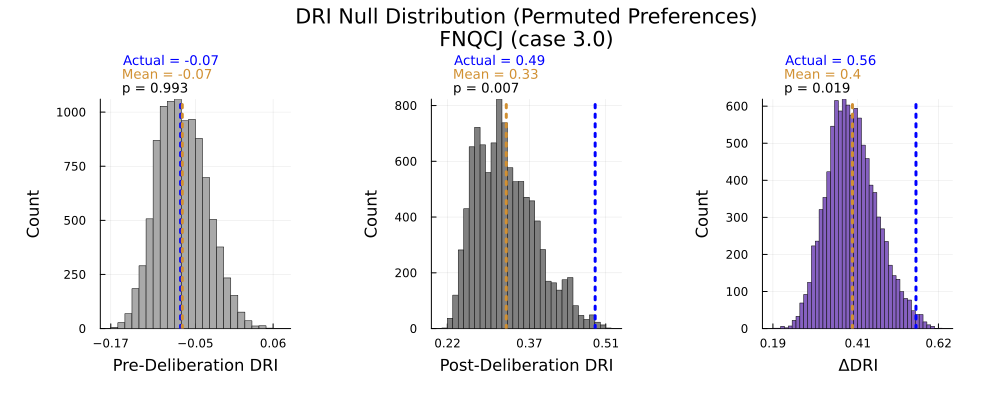 DRI Null Distribution (Permuted Preferences)
FNQCJ (case 3.0)
Actual = -0.07
Mean = -0.07
p = 0.993
Count
1000
750
500
250
0
−0.17
−0.05
0.06
Pre-Deliberation DRI
Actual = 0.49
Mean = 0.33
p = 0.007
Count
800
600
400
200
0
0.22
0.37
0.51
Post-Deliberation DRI
Actual = 0.56
Mean = 0.4
p = 0.019
Count
600
500
400
300
200
100
0
0.19
0.41
0.62
ΔDRI